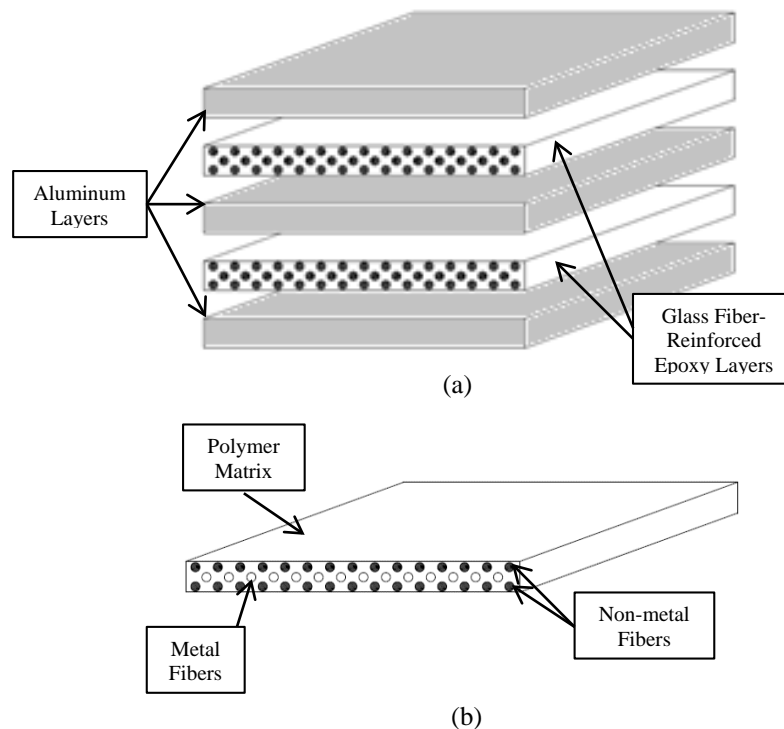 Aluminum
Layers
Glass Fiber-
Reinforced
Epoxy Layers
(a)
Polymer
Matrix
Metal
Fibers
Non-metal
Fibers
(b)